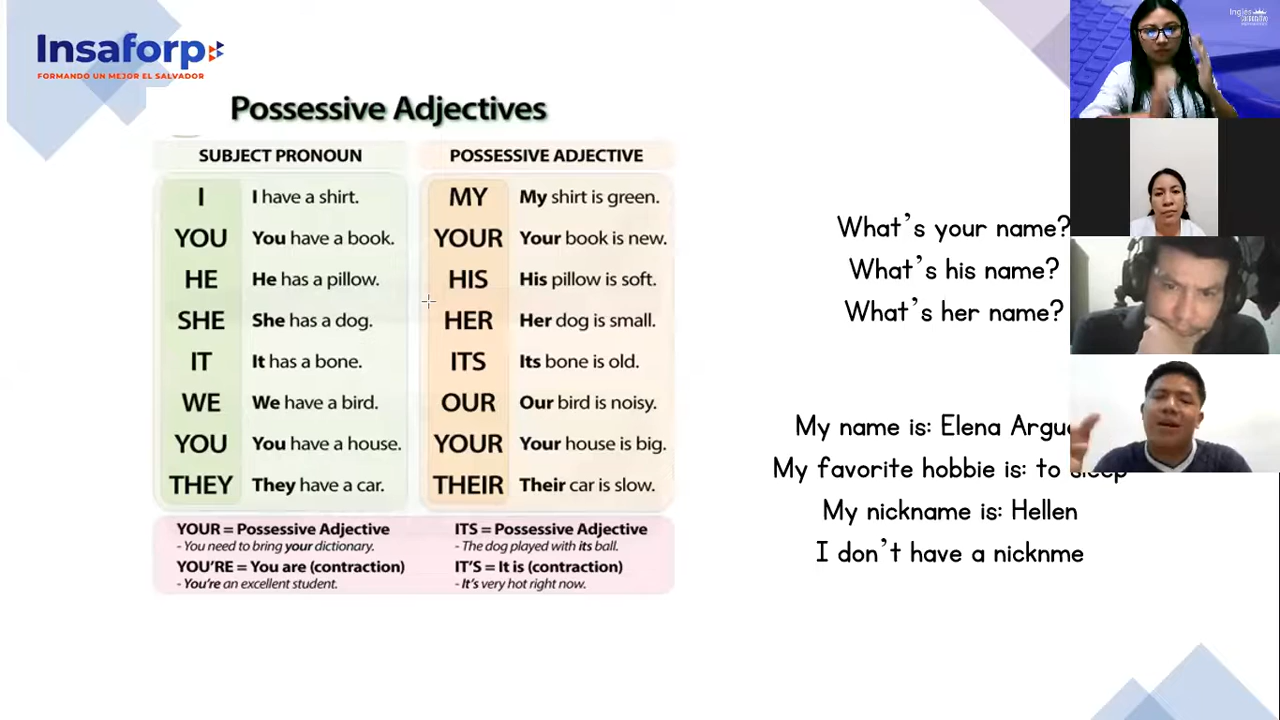 Insaforp
FORMANDO UN MEJOR EL SALVADOR
Possessive Adjectives
SUBJECT PRONOUN
POSSESSIVE ADJECTIVE
I I have a shirt. MY My shirt is green.
YOU You have a book. YOUR Your book is new.
HE He has a pillow. HIS His pillow is soft.
SHE She has a dog. HER Her dog is small.
IT It has a bone. ITS Its bone is old.
WE We have a bird. OUR Our bird is noisy.
YOU You have a house. YOUR Your house is big.
THEY They have a car. THEIR Their car is slow.
YOUR = Possessive Adjective
- You need to bring your dictionary.
YOU'RE = You are (contraction)
- You're an excellent student.
ITS = Possessive Adjective
- The dog played with its ball.
IT'S = It is (contraction)
- It's very hot right now.
What's your name?
What's his name?
What's her name?
My name is: Elena
My favorite hobbie is: to sleep
My nickname is: Hellen
I don't have a nicknme
Inglés